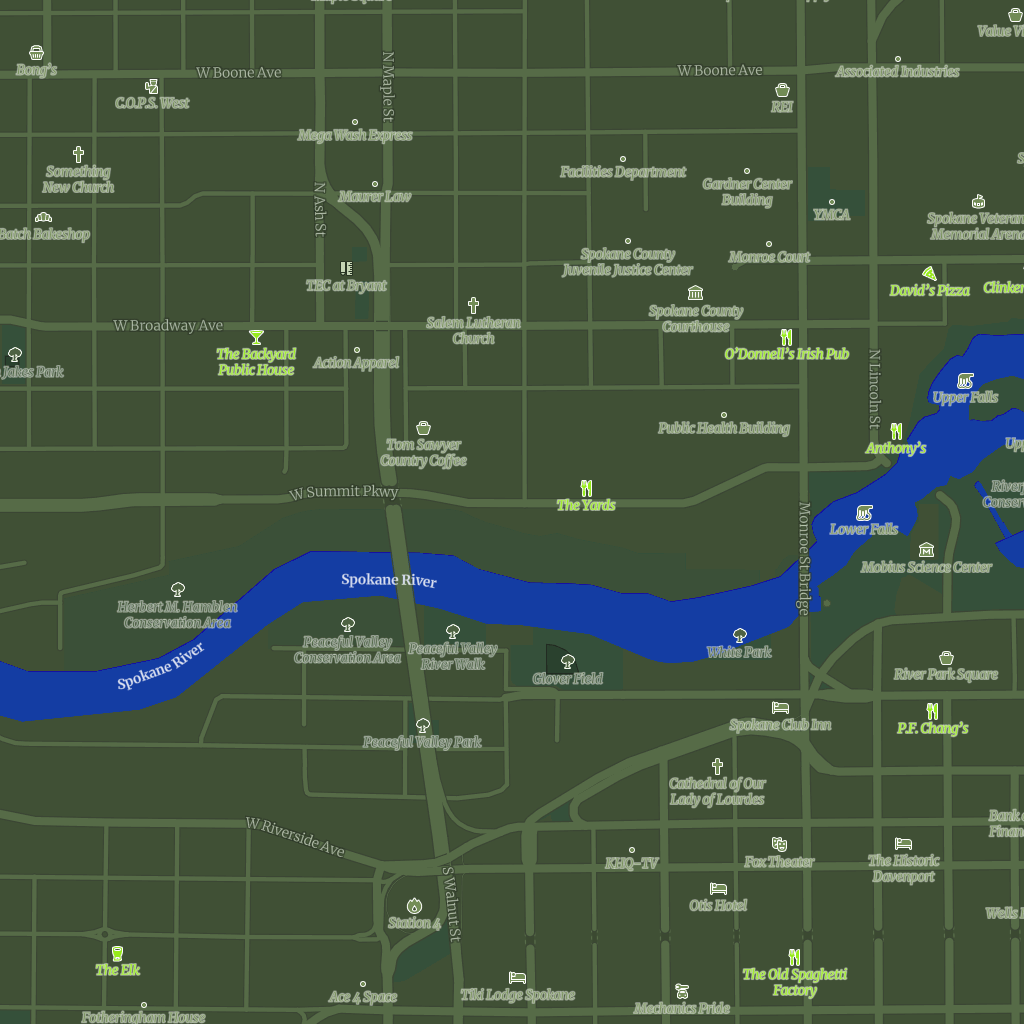 Bong's
W Boone Ave
N Maple St
W Boone Ave
Associated Industries
C.O.P.S. West
REI
Mega Wash Express
Something
New Church
Facilities Department
Gardner Center
Building
Maurer Law
N Ash St
YMCA
Batch Bakeshop
Spokane Veteran
Memorial Arena
Spokane County
Juvenile Justice Center
Monroe Court
TEC at Bryant
David's Pizza
Clinker
Salem Lutheran
Church
Spokane County
Courthouse
W Broadway Ave
The Backyard
Public House
Action Apparel
O'Donnell's Irish Pub
Jakes Park
N Lincoln St
Upper Falls
Tom Sawyer
Country Coffee
Public Health Building
Anthony's
W Summit Pkwy
The Yards
Monroe St Bridge
Lower Falls
Mobius Science Center
Spokane River
Herbert M. Hamblen
Conservation Area
Peaceful Valley
Conservation Area
Peaceful Valley
River Walk
White Park
Spokane River
Glover Field
River Park Square
Spokane Club Inn
P.F. Chang's
Peaceful Valley Park
Cathedral of Our
Lady of Lourdes
W Riverside Ave
KHQ-TV
Fox Theater
The Historic
Davenport
S Walnut St
Otis Hotel
Station 4
The Elk
The Old Spaghetti
Factory
Ace 4 Space
Tild Lodge Spokane
Mechanics Pride
Fotheringham House